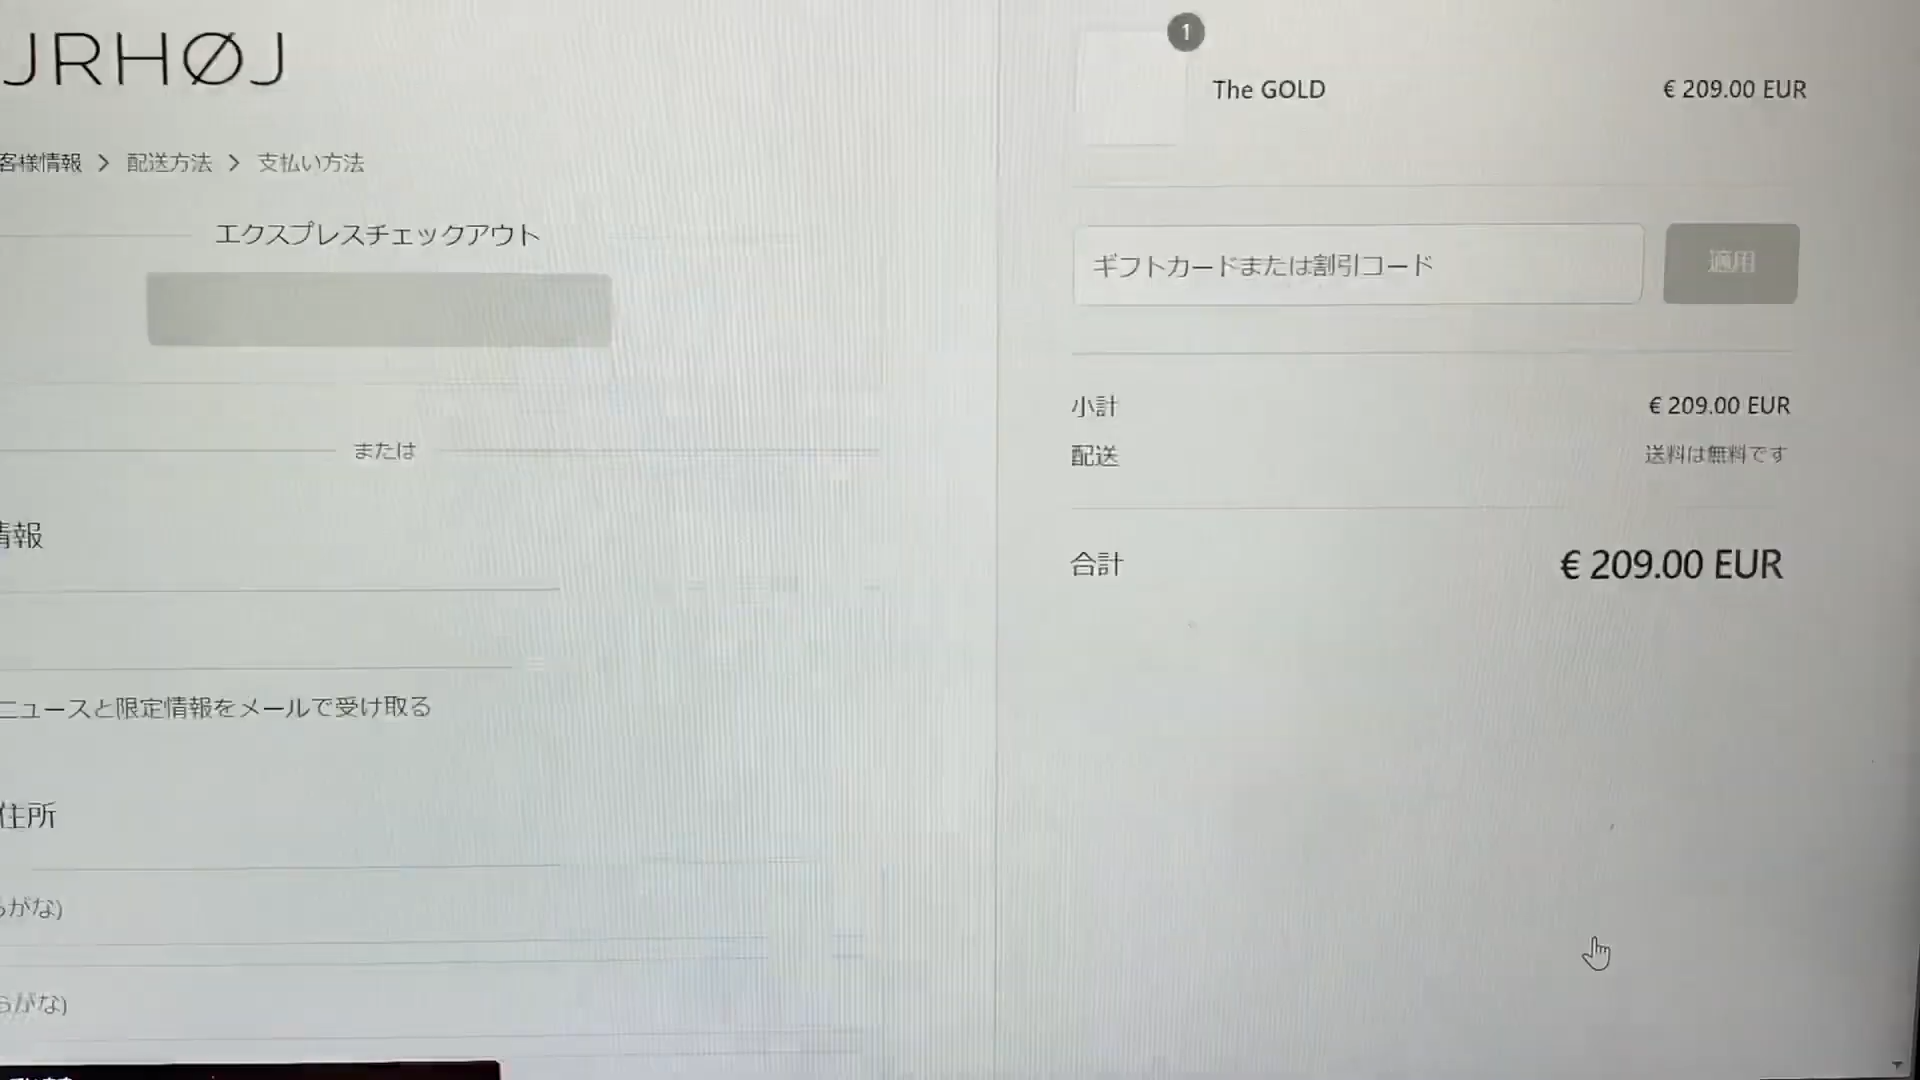 JRHØJ
客様情報 > 配送方法 > 支払い方法
エクスプレスチェックアウト
または
情報
ニュースと限定情報をメールで受け取る
住所
がな)
がな)
1
The GOLD
€ 209.00 EUR
ギフトカードまたは割引コード
適用
小計
€ 209.00 EUR
配送
送料は無料です
合計
€ 209.00 EUR